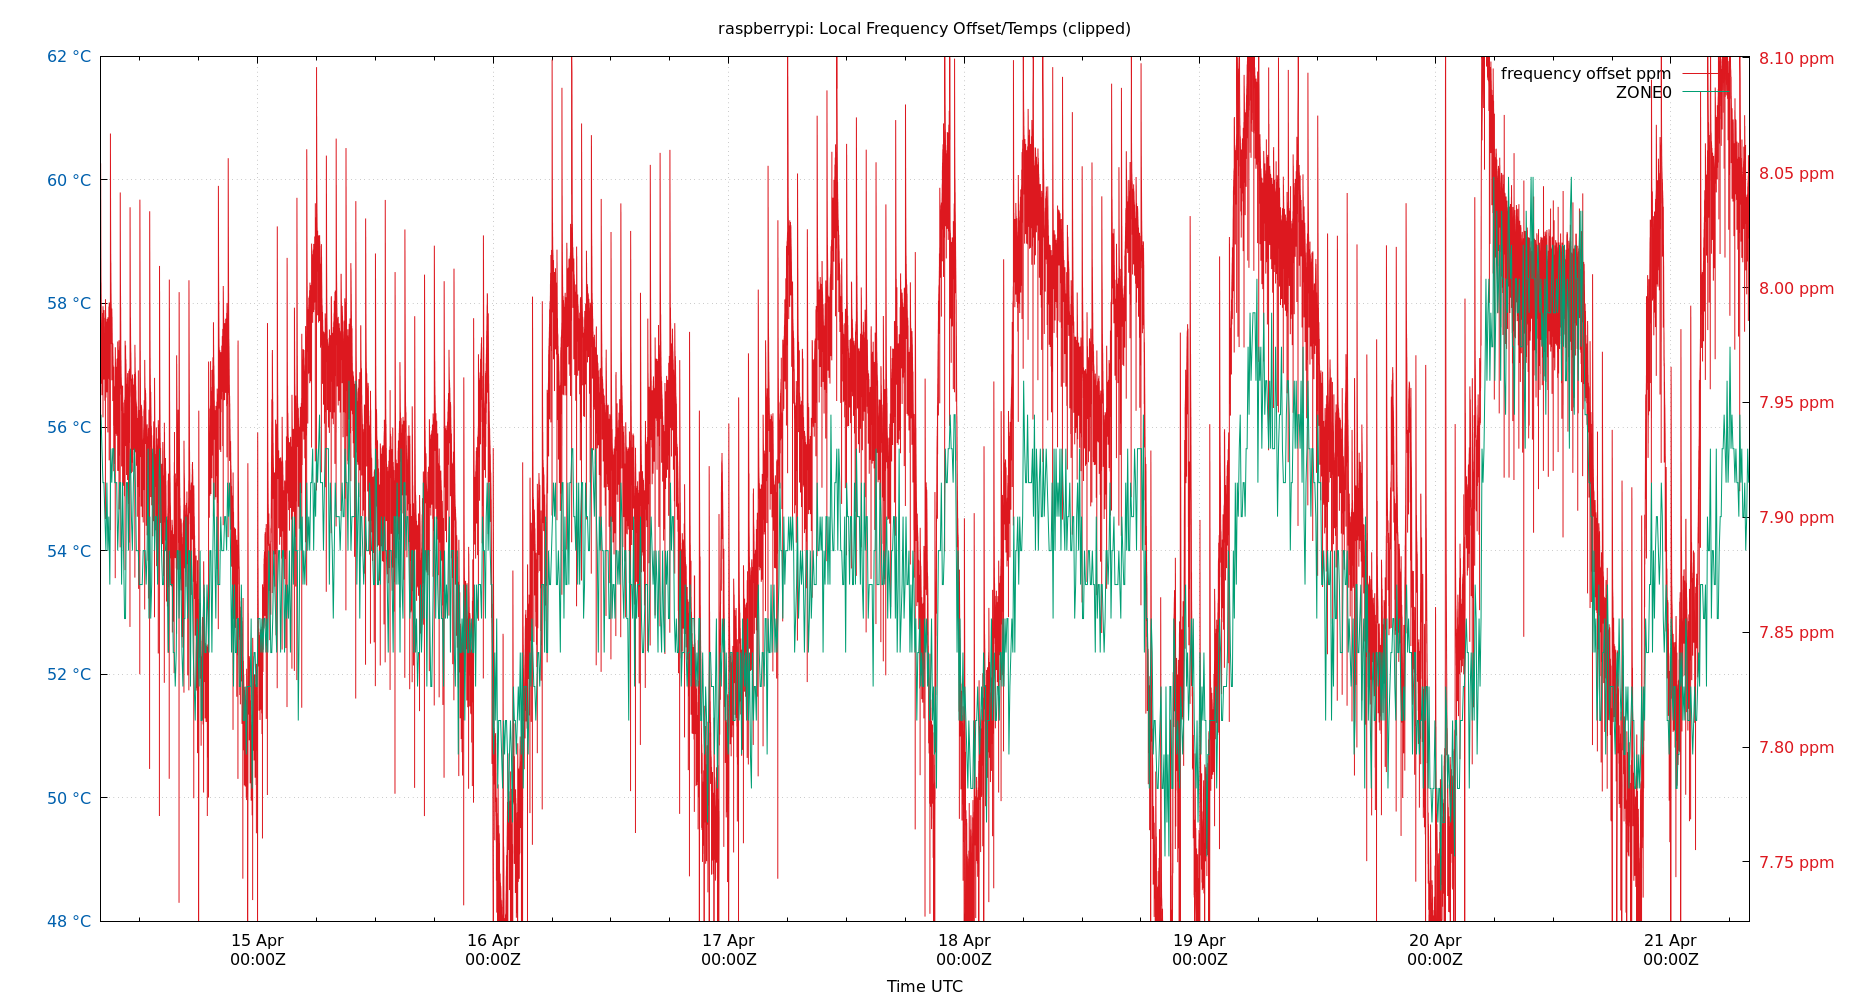 raspberrypi: Local Frequency Offset/Temps (clipped)
62 °C
60 °C
58 °C
56 °C
54 °C
52 °C
50 °C
48 °C
8.10 ppm
8.05 ppm
8.00 ppm
7.95 ppm
7.90 ppm
7.85 ppm
7.80 ppm
7.75 ppm
frequency offset ppm
ZONE0
15 Apr
00:00Z
16 Apr
00:00Z
17 Apr
00:00Z
18 Apr
00:00Z
19 Apr
00:00Z
20 Apr
00:00Z
21 Apr
00:00Z
Time UTC